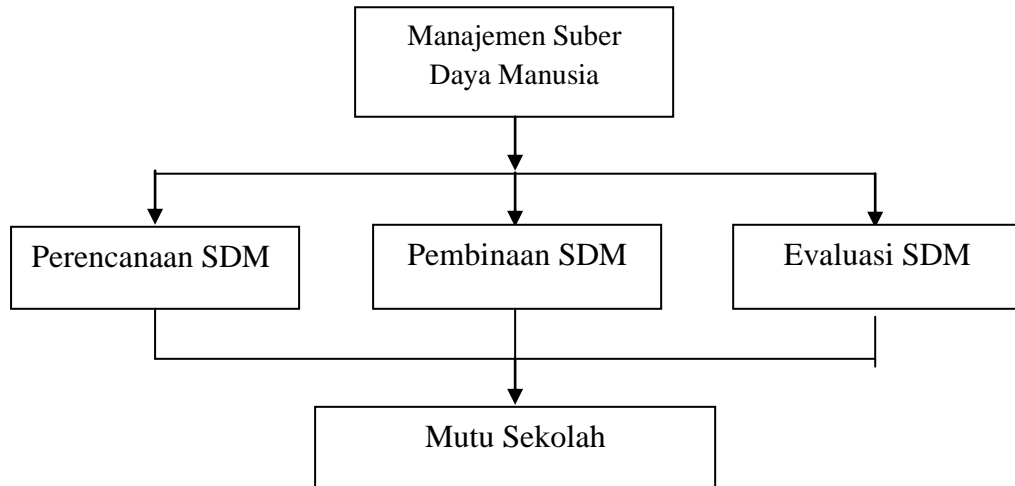 Manajemen Suber
Daya Manusia
Perencanaan SDM
Pembinaan SDM
Evaluasi SDM
Mutu Sekolah